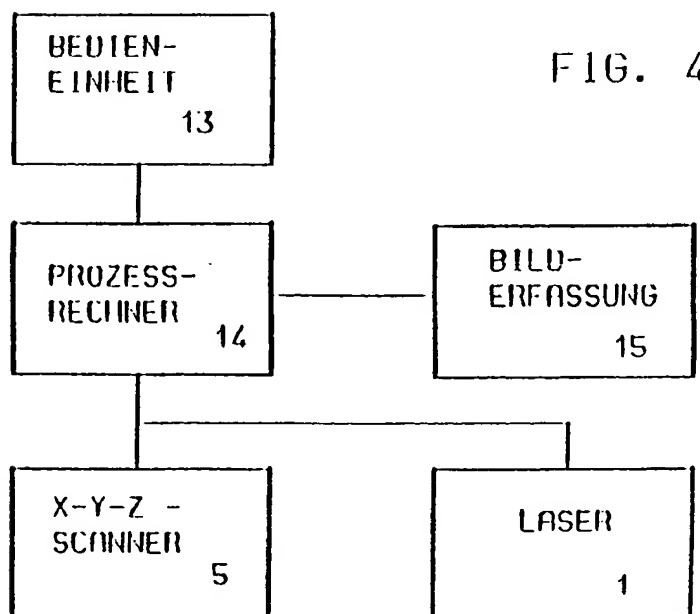 BEDIEN-
EINHEIT
13
FIG. 4
PROZESS-
RECHNER
14
BILD-
ERFASSUNG
15
X-Y-Z -
SCANNER
5
LASER
1